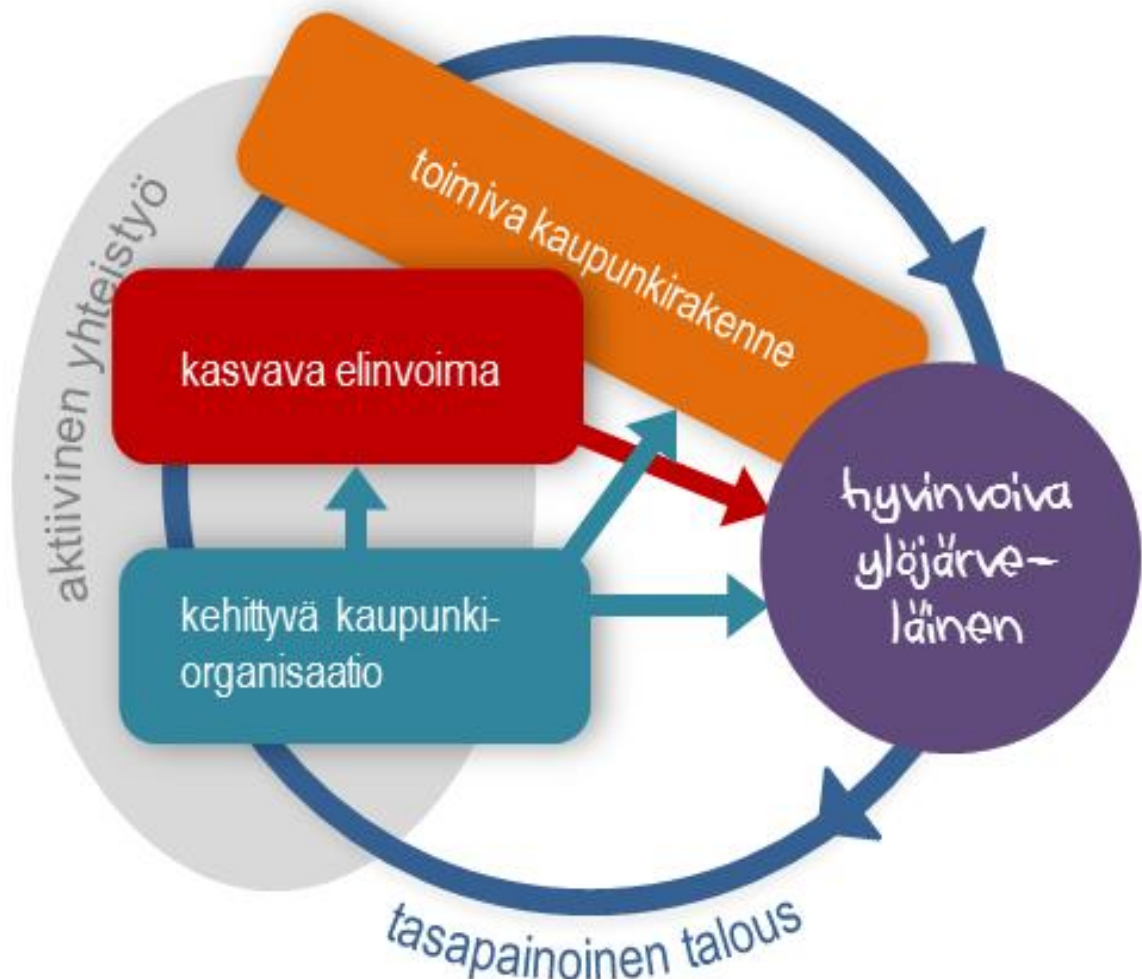 toimiva kaupunkirakenne
aktiivinen yhteistyö
kasvava elinvoima
kehittyvä kaupunki-
organisaatio
hyvinvoiva
ylöjärve-
läinen
tasapainoinen talous